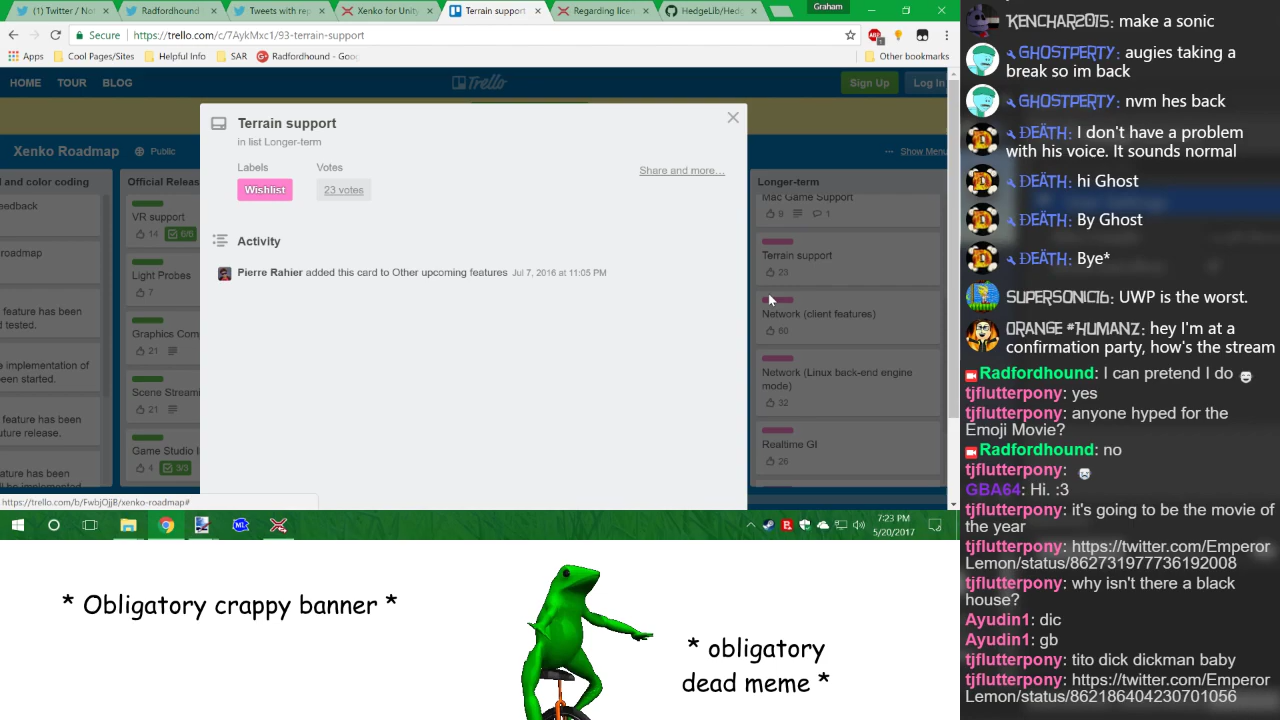 Twitter / Not
Radfordhound
Tweets with rep
Xenko for Unity
Terrain support
Regarding licen
HedgeLib/Hedg
Graham
Secure
https://trello.com/c/7AykMxc1/93-terrain-support
Apps
Cool Pages/Sites
Helpful Info
SAR
Radfordhound - Goog
Other bookmarks
HOME
TOUR
BLOG
Trello
Sign Up
Log In
Xenko Roadmap
Public
Show Menu
Terrain support
in list Longer-term
Labels
Votes
Wishlist
23 votes
Share and more…
Activity
Pierre Rahier added this card to Other upcoming features Jul 7, 2016 at 11:05 PM
and color coding
eedback
roadmap
feature has been
d tested.
e implementation of
been started.
feature has been
uture release.
eature has been
Official Releas
VR support
14
6/6
Light Probes
7
Graphics Comp
21
Scene Streami
21
Game Studio I
4
3/3
Longer-term
Mac Game Support
9
1
Terrain support
23
Network (client features)
60
Network (Linux back-end engine
mode)
32
Realtime GI
26
https://trello.com/b/FwbjOjjB/xenko-roadmap#
7:23 PM
5/20/2017
* Obligatory crappy banner *
* obligatory
dead meme *
KENCHAR2015: make a sonic
GHOSTPERTY: augies taking a
break so im back
GHOSTPERTY: nvm hes back
DEÄTH: I don't have a problem
with his voice. It sounds normal
DEÄTH: hi Ghost
DEÄTH: By Ghost
DEÄTH: Bye*
SUPERSONIC16: UWP is the worst.
ORANGE #HUMANZ: hey I'm at a
confirmation party, how's the stream
Radfordhound: I can pretend I do
tjflutterpony: yes
tjflutterpony: anyone hyped for the
Emoji Movie?
Radfordhound: no
tjflutterpony:
GBA64: Hi. :3
tjflutterpony: it's going to be the movie of
the year
tjflutterpony: https://twitter.com/Emperor
Lemon/status/862731977736192008
tjflutterpony: why isn't there a black
house?
Ayudin1: dic
Ayudin1: gb
tjflutterpony: tito dick dickman baby
tjflutterpony: https://twitter.com/Emperor
Lemon/status/862186404230701056